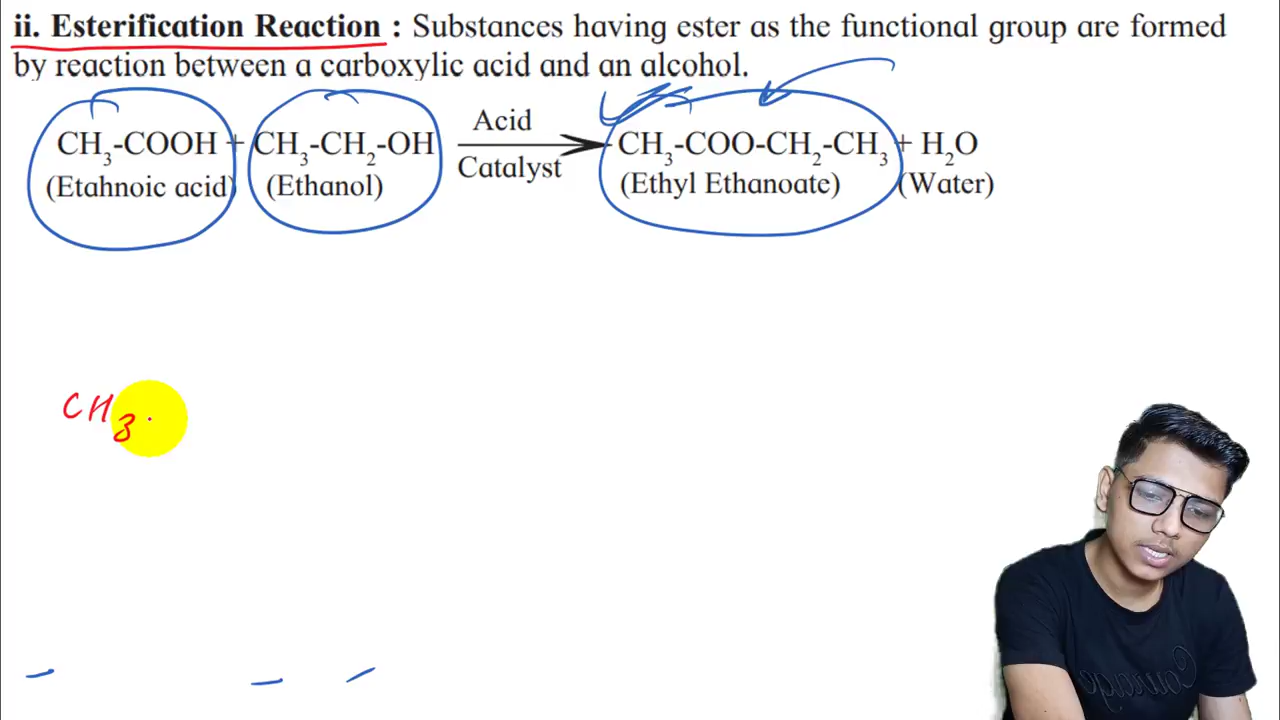 ii. Esterification Reaction : Substances having ester as the functional group are formed
by reaction between a carboxylic acid and an alcohol.
CH₃-COOH + CH₃-CH₂-OH Acid Catalyst CH₃-COO-CH₂-CH₃ + H₂O
(Etahnoic acid) (Ethanol) (Ethyl Ethanoate) (Water)
CH₃
Courage